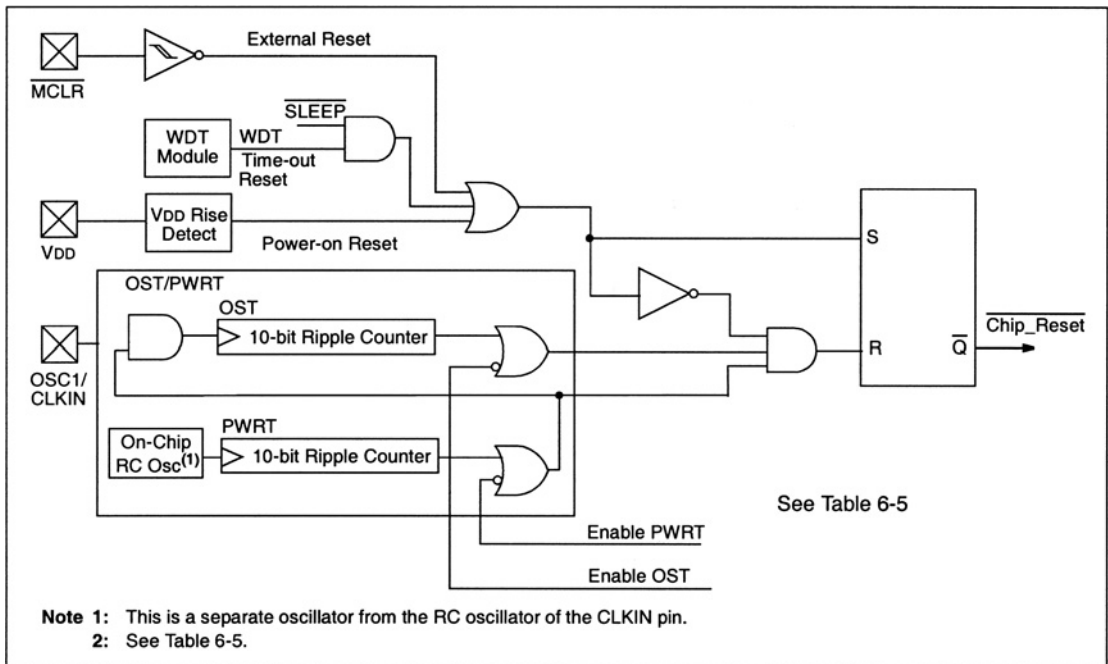 External Reset
MCLR
SLEEP
WDT
Module
WDT
Time-out
Reset
VDD
VDD Rise
Detect
Power-on Reset
S
OST/PWRT
OST
10-bit Ripple Counter
OSC1/
CLKIN
Chip_Reset
R
Q
PWRT
On-Chip
RC Osc(1)
10-bit Ripple Counter
See Table 6-5
Enable PWRT
Enable OST
Note 1: This is a separate oscillator from the RC oscillator of the CLKIN pin.
2: See Table 6-5.